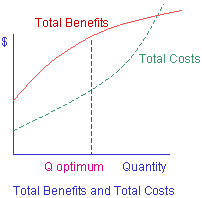 Total Benefits
$
Total Costs
Q optimum Quantity
Total Benefits and Total Costs